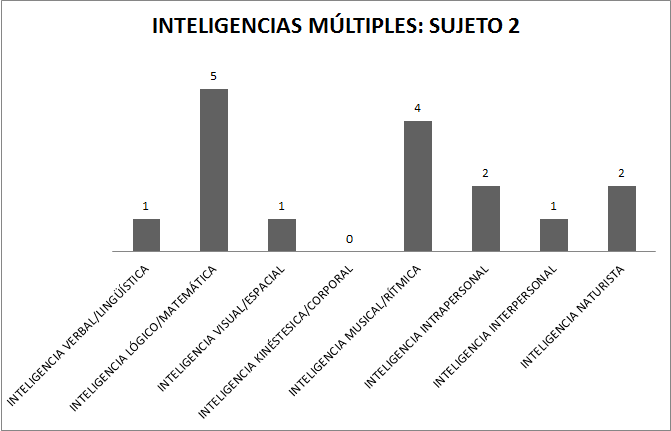 INTELIGENCIAS MÚLTIPLES: SUJETO 2
1
5
1
0
4
2
1
2
INTELIGENCIA VERBAL/LINGÜÍSTICA
INTELIGENCIA LÓGICO/MATEMÁTICA
INTELIGENCIA VISUAL/ESPACIAL
INTELIGENCIA KINÉSTESICA/CORPORAL
INTELIGENCIA MUSICAL/RÍTMICA
INTELIGENCIA INTRAPERSONAL
INTELIGENCIA INTERPERSONAL
INTELIGENCIA NATURISTA